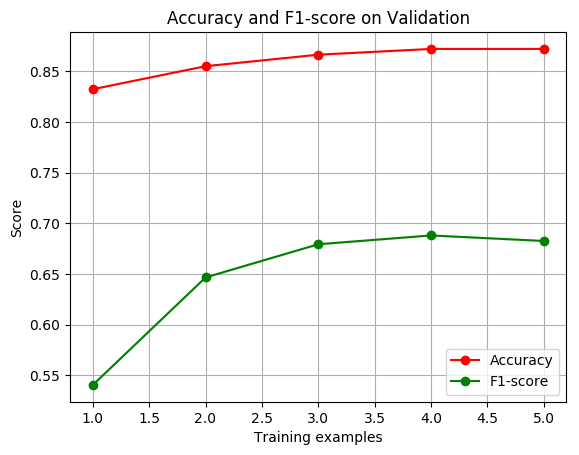 Accuracy and F1-score on Validation
Score
0.85
0.80
0.75
0.70
0.65
0.60
0.55
Accuracy
F1-score
1.0 1.5 2.0 2.5 3.0 3.5 4.0 4.5 5.0
Training examples